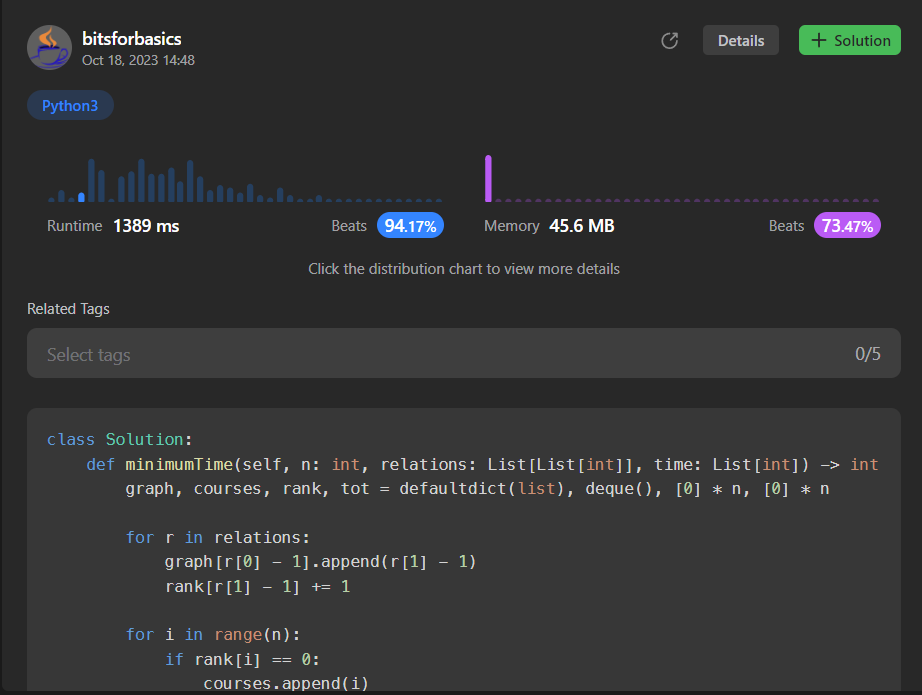 bitsforbasics
Oct 18, 2023 14:48
Details
+ Solution
Python3
Runtime 1389 ms Beats 94.17%
Memory 45.6 MB Beats 73.47%
Click the distribution chart to view more details
Related Tags
Select tags 0/5
class Solution:
    def minimumTime(self, n: int, relations: List[List[int]], time: List[int]) -> int
        graph, courses, rank, tot = defaultdict(list), deque(), [0] * n, [0] * n
        for r in relations:
            graph[r[0] - 1].append(r[1] - 1)
            rank[r[1] - 1] += 1
        for i in range(n):
            if rank[i] == 0:
                courses.append(i)